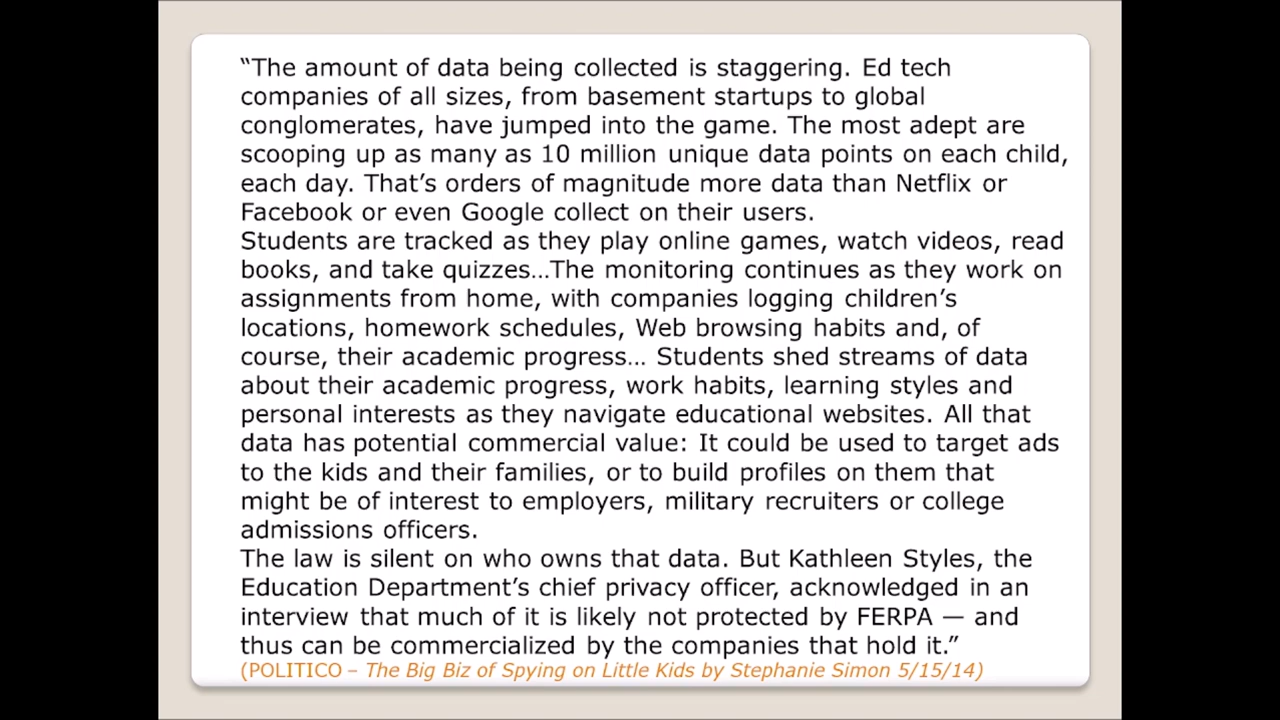 “The amount of data being collected is staggering. Ed tech
companies of all sizes, from basement startups to global
conglomerates, have jumped into the game. The most adept are
scooping up as many as 10 million unique data points on each child,
each day. That’s orders of magnitude more data than Netflix or
Facebook or even Google collect on their users.
Students are tracked as they play online games, watch videos, read
books, and take quizzes…The monitoring continues as they work on
assignments from home, with companies logging children’s
locations, homework schedules, Web browsing habits and, of
course, their academic progress… Students shed streams of data
about their academic progress, work habits, learning styles and
personal interests as they navigate educational websites. All that
data has potential commercial value: It could be used to target ads
to the kids and their families, or to build profiles on them that
might be of interest to employers, military recruiters or college
admissions officers.
The law is silent on who owns that data. But Kathleen Styles, the
Education Department’s chief privacy officer, acknowledged in an
interview that much of it is likely not protected by FERPA — and
thus can be commercialized by the companies that hold it.”
(POLITICO – The Big Biz of Spying on Little Kids by Stephanie Simon 5/15/14)